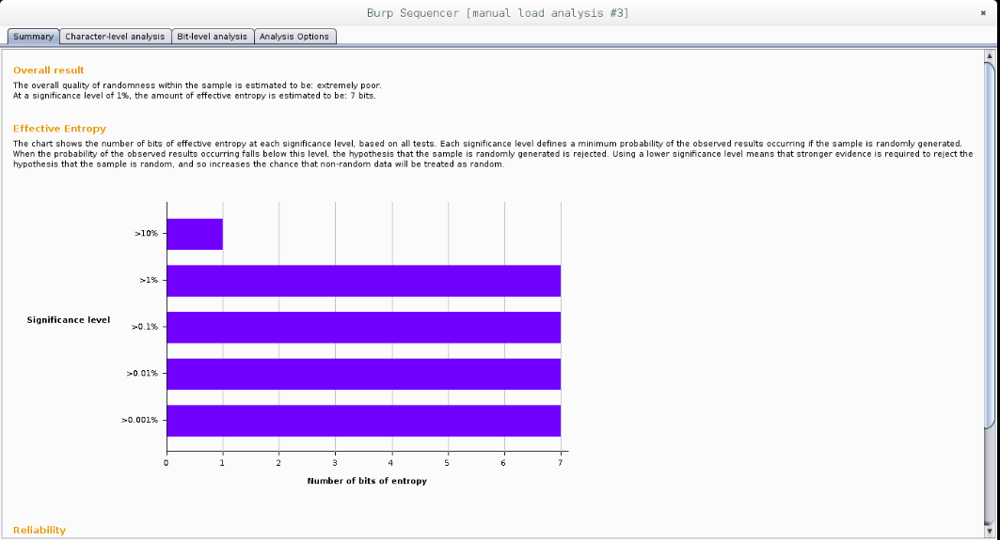 Burp Sequencer [manual load analysis #3]
Summary Character-level analysis Bit-level analysis Analysis Options
Overall result
The overall quality of randomness within the sample is estimated to be: extremely poor.
At a significance level of 1%, the amount of effective entropy is estimated to be: 7 bits.
Effective Entropy
The chart shows the number of bits of effective entropy at each significance level, based on all tests. Each significance level defines a minimum probability of the observed results occurring if the sample is randomly generated.
When the probability of the observed results occurring falls below this level, the hypothesis that the sample is randomly generated is rejected. Using a lower significance level means that stronger evidence is required to reject the
hypothesis that the sample is random, and so increases the chance that non-random data will be treated as random.
>10%
>1%
Significance level
>0.1%
>0.01%
>0.001%
0 1 2 3 4 5 6 7
Number of bits of entropy
Reliability